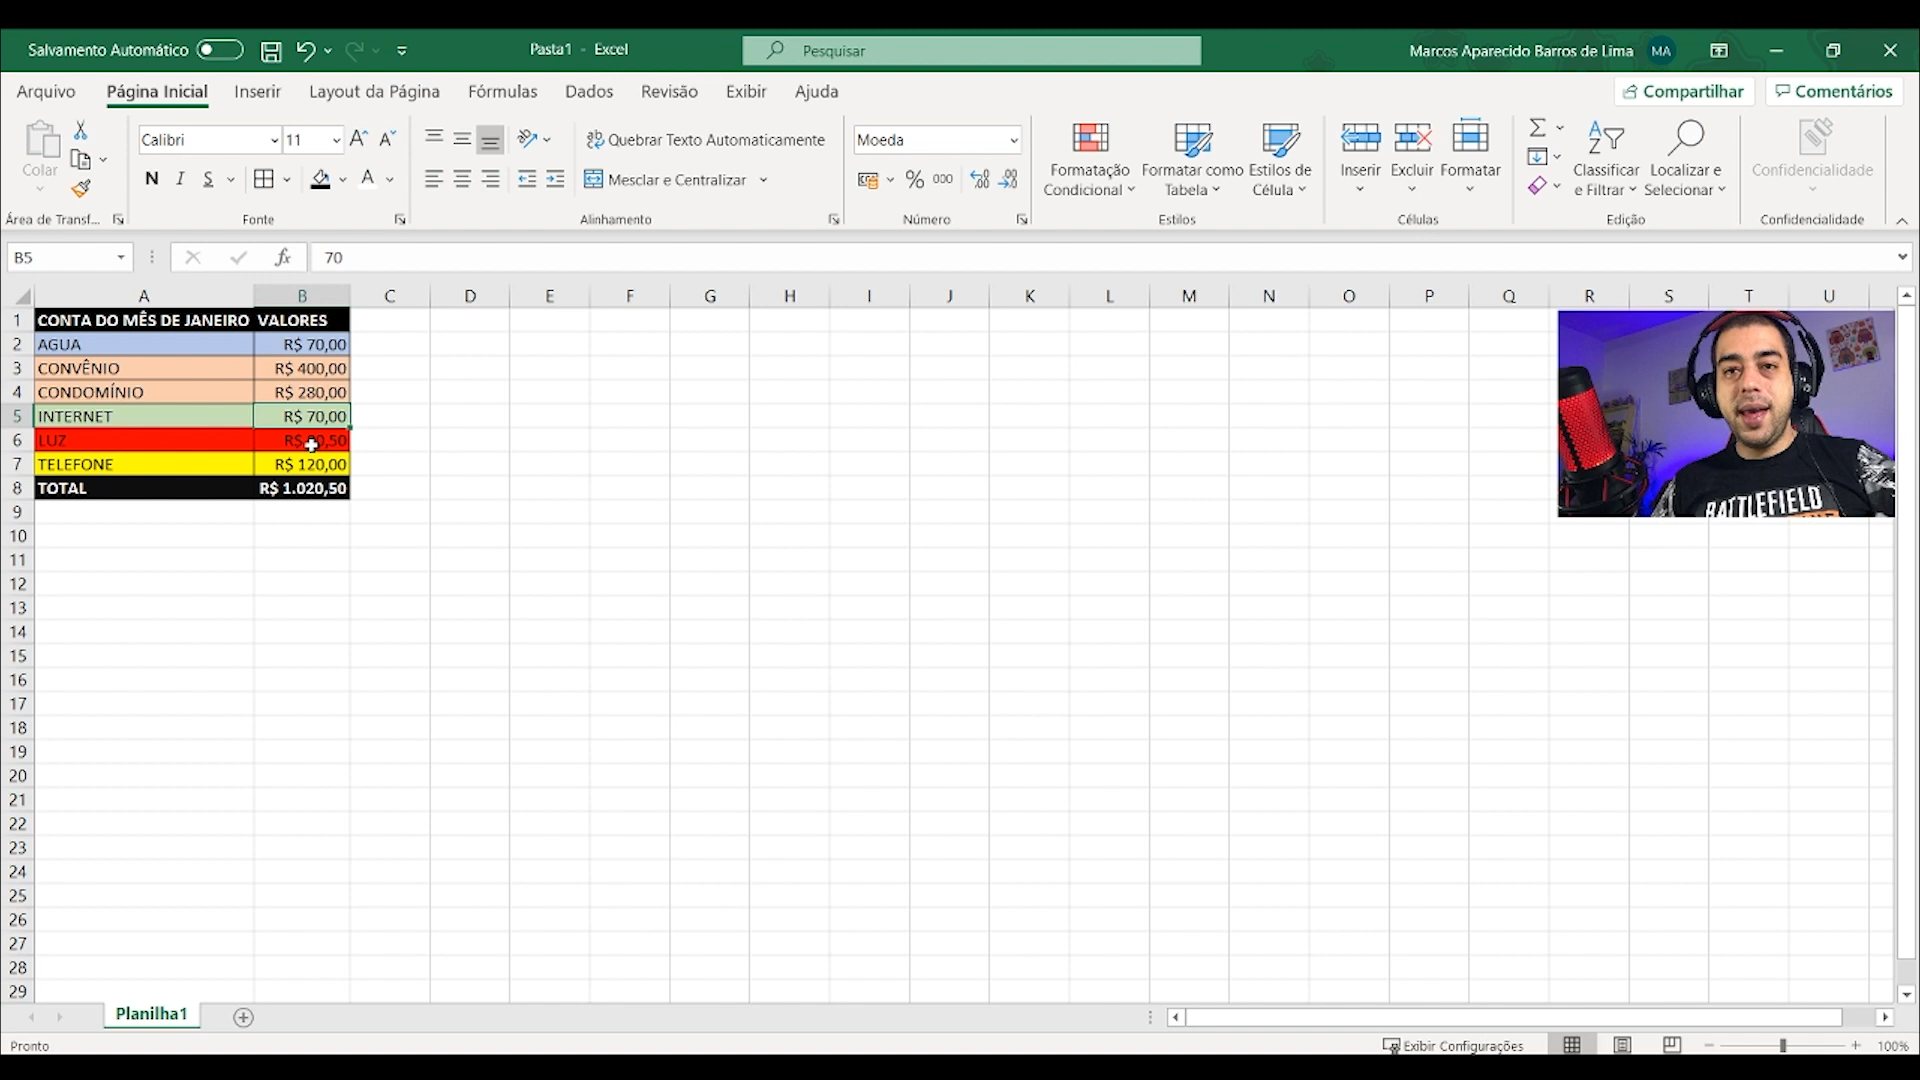 Salvamento Automático
Pasta1 - Excel
Pesquisar
Marcos Aparecido Barros de Lima MA
Arquivo Página Inicial Inserir Layout da Página Fórmulas Dados Revisão Exibir Ajuda
Compartilhar Comentários
Colar
Calibri 11
Quebrar Texto Automaticamente
Moeda
N I S A
Mesclar e Centralizar
% 000
Formatação Condicional
Formatar como Tabela
Estilos de Célula
Inserir Excluir Formatar
Classificar e Filtrar
Localizar e Selecionar
Confidencialidade
Área de Transf... Fonte Alinhamento Número Estilos Células Edição Confidencialidade
B5 fx 70
A B C D E F G H I J K L M N O P Q R S T U
1 CONTA DO MÊS DE JANEIRO VALORES
2 AGUA R$ 70,00
3 CONVÊNIO R$ 400,00
4 CONDOMÍNIO R$ 280,00
5 INTERNET R$ 70,00
6 LUZ
7 TELEFONE R$ 120,00
8 TOTAL R$ 1.020,50
9
10
11
12
13
14
15
16
17
18
19
20
21
22
23
24
25
26
27
28
29
BATTLEFIELD
Planilha1
Pronto
Exibir Configurações
100%